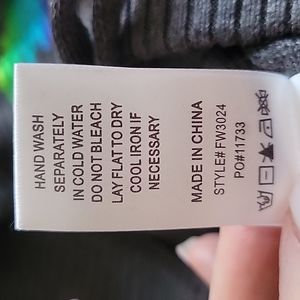 HAND WASH
SEPARATELY
IN COLD WATER
DO NOT BLEACH
LAY FLAT TO DRY
COOL IRON IF
NECESSARY
MADE IN CHINA
STYLE# FW3024
PO#11733